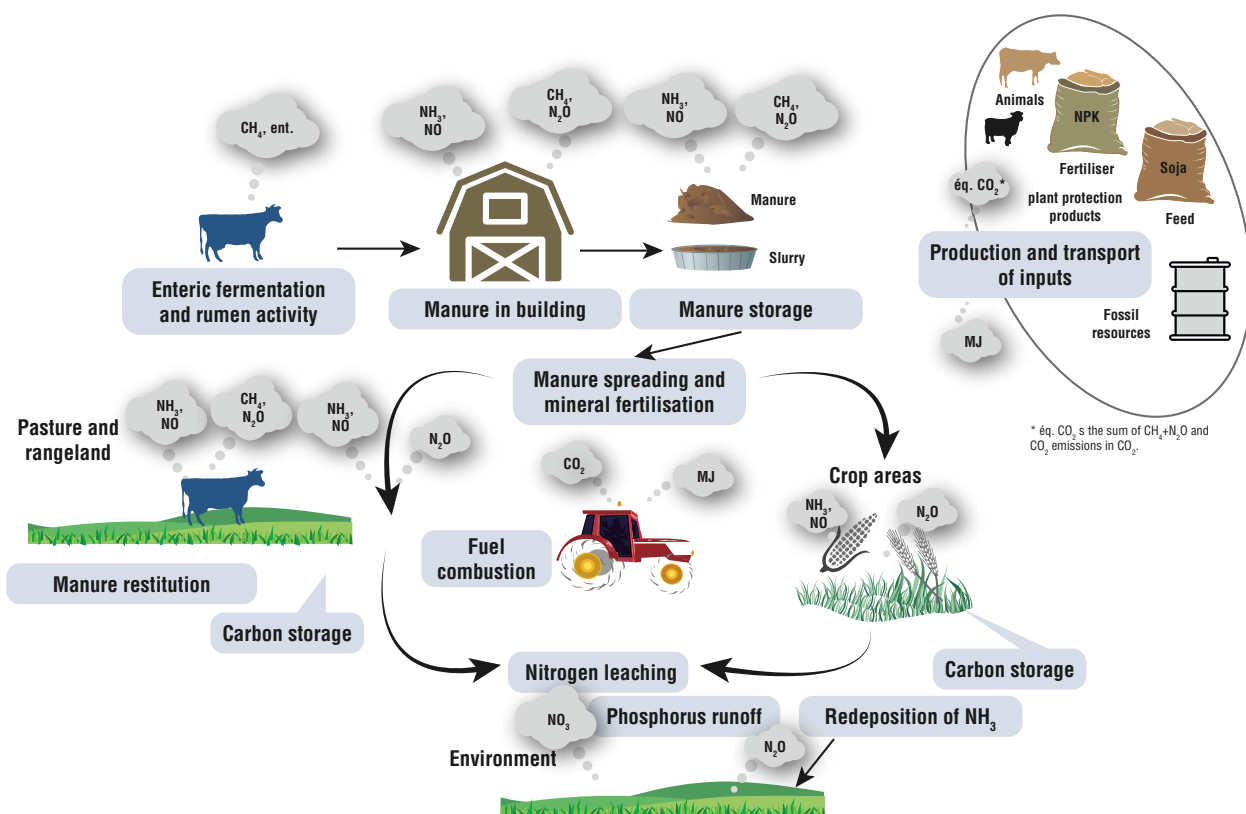 CH₄, ent.
NH₃,
NO
CH₄,
N₂O
NH₃,
NO
CH₄,
N₂O
Manure
Slurry
Enteric fermentation
and rumen activity
Manure in building
Manure storage
Animals
NPK
Fertiliser
Soja
Feed
éq. CO₂*
plant protection
products
Production and transport
of inputs
Fossil
resources
MJ
* éq. CO₂ s the sum of CH₄+N₂O and
CO₂ emissions in CO₂.
Manure spreading and
mineral fertilisation
Pasture and
rangeland
NH₃,
NO
CH₄,
N₂O
NH₃,
NO
N₂O
Manure restitution
Carbon storage
CO₂
MJ
Fuel
combustion
Crop areas
NH₃,
NO
N₂O
Carbon storage
Nitrogen leaching
NO₃
Phosphorus runoff
Redeposition of NH₃
Environment
N₂O